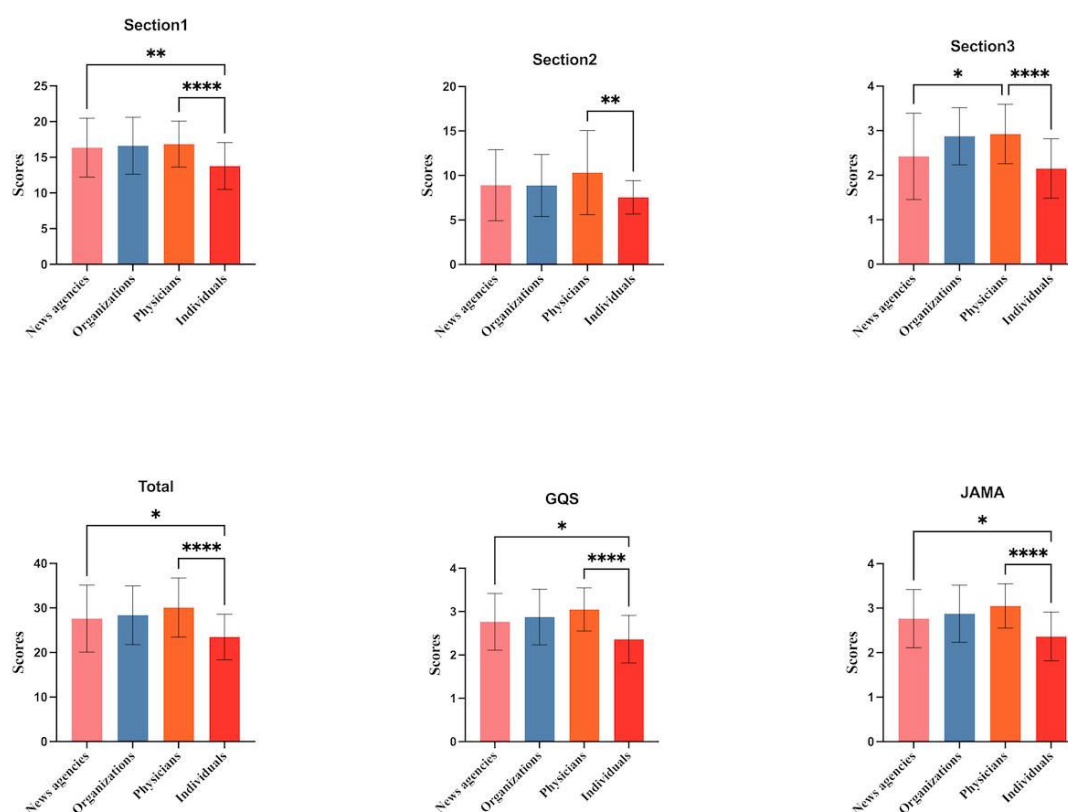 Section1
**
****
25
20
15
10
5
0
Scores
News agencies
Organizations
Physicians
Individuals
Section2
**
20
15
10
5
0
Scores
News agencies
Organizations
Physicians
Individuals
Section3
*
****
4
3
2
1
0
Scores
News agencies
Organizations
Physicians
Individuals
Total
*
****
40
30
20
10
0
Scores
News agencies
Organizations
Physicians
Individuals
GQS
*
****
4
3
2
1
0
Scores
News agencies
Organizations
Physicians
Individuals
JAMA
*
****
4
3
2
1
0
Scores
News agencies
Organizations
Physicians
Individuals